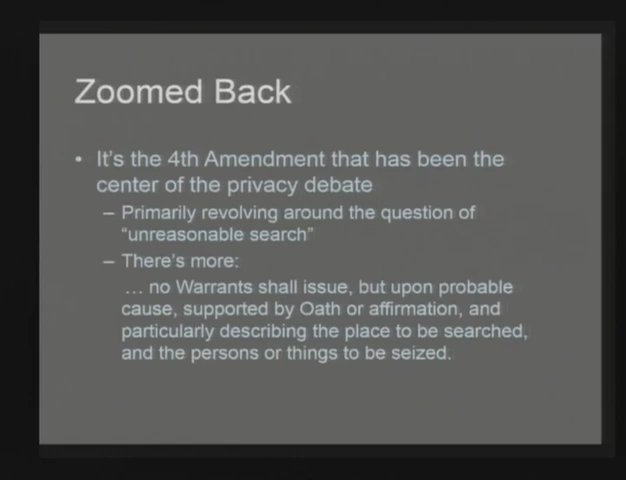 Zoomed Back
• It's the 4th Amendment that has been the
center of the privacy debate
– Primarily revolving around the question of
"unreasonable search"
– There's more:
… no Warrants shall issue, but upon probable
cause, supported by Oath or affirmation, and
particularly describing the place to be searched,
and the persons or things to be seized.